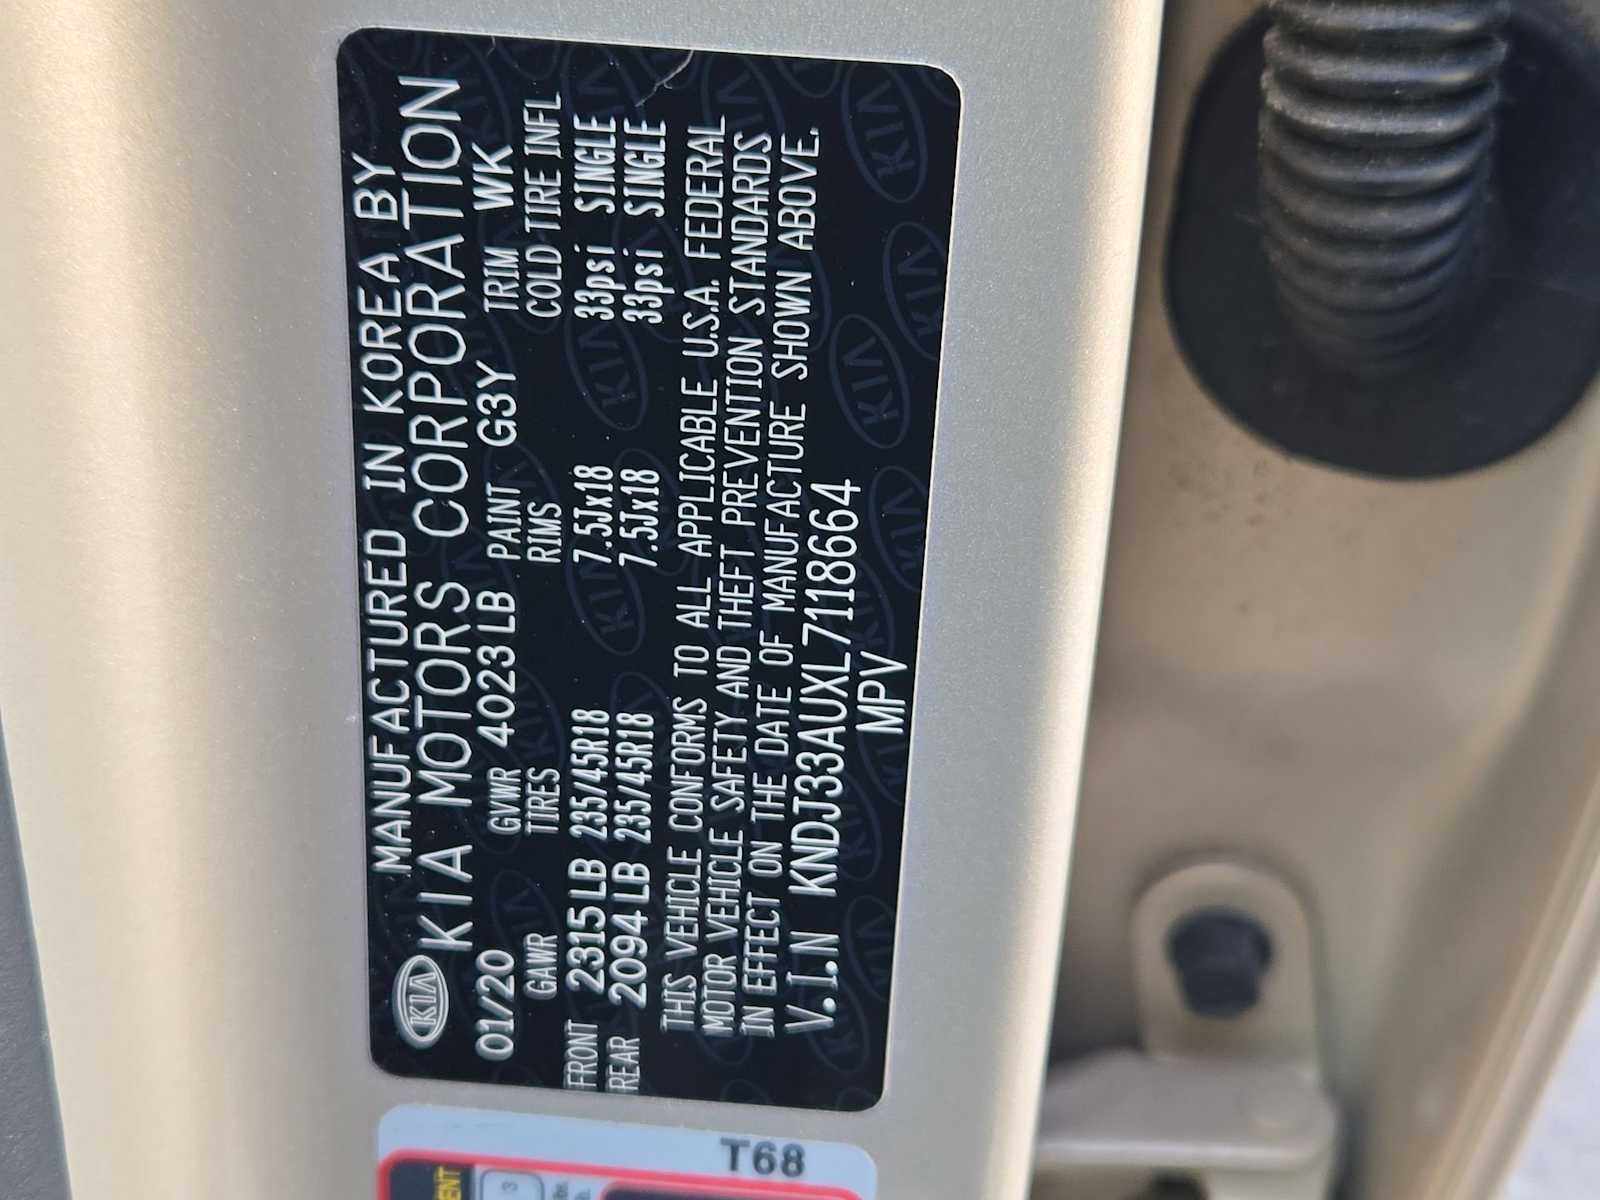 KIA MANUFACTURED IN KOREA BY
KIA MOTORS CORPORATION
01/20 GVWR 4023LB PAINT G3Y TRIM WK
GAWR TIRES RIMS COLD TIRE INFL
FRONT 2315LB 235/45R18 7.5Jx18 33psi SINGLE
REAR 2094LB 235/45R18 7.5Jx18 33psi SINGLE
THIS VEHICLE CONFORMS TO ALL APPLICABLE U.S.A. FEDERAL
MOTOR VEHICLE SAFETY AND THEFT PREVENTION STANDARDS
IN EFFECT ON THE DATE OF MANUFACTURE SHOWN ABOVE.
V.I.N KNDJ33AUXL7118664
MPV
T68
3